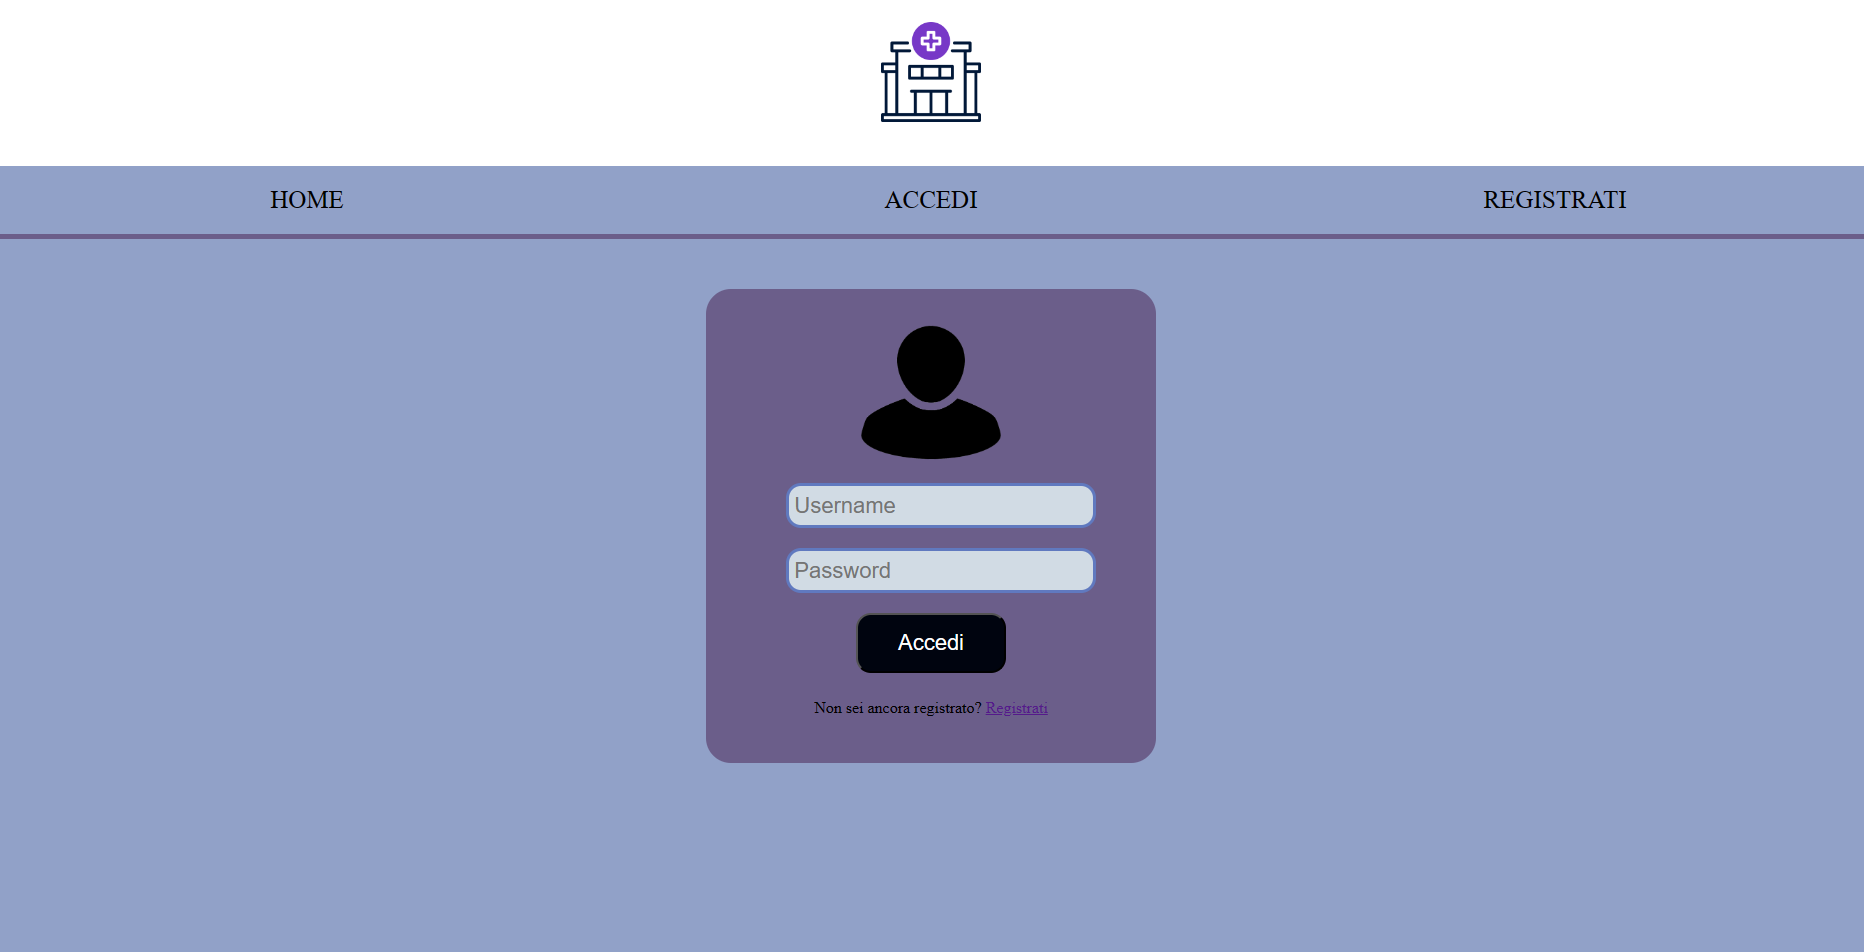 HOME ACCEDI REGISTRATI
Username
Password
Accedi
Non sei ancora registrato? Registrati